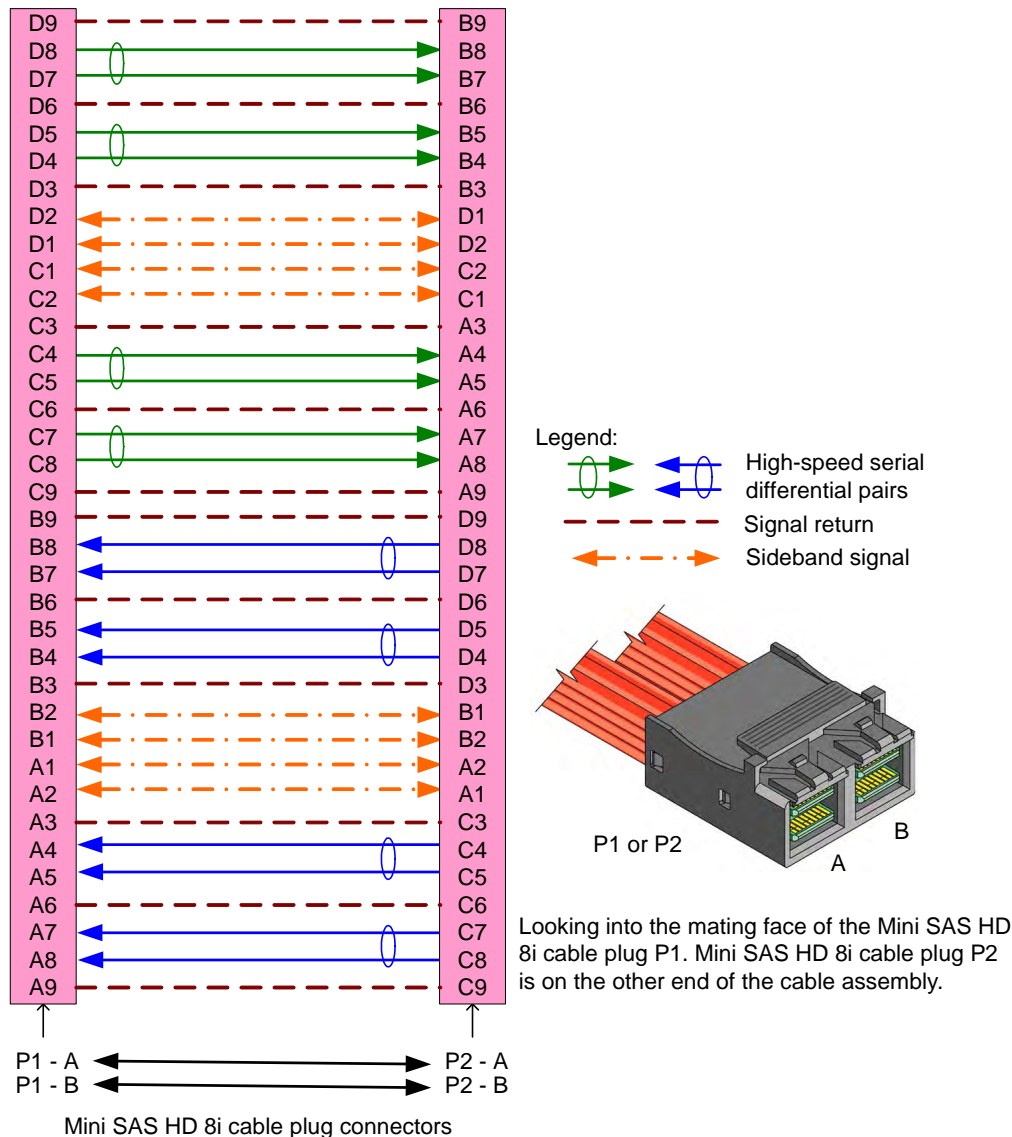 D9 B9
D8 B8
D7 B7
D6 B6
D5 B5
D4 B4
D3 B3
D2 D1
D1 D2
C1 C2
C2 C1
C3 A3
C4 A4
C5 A5
C6 A6
C7 A7
C8 A8
C9 A9
B9 D9
B8 D8
B7 D7
B6 D6
B5 D5
B4 D4
B3 D3
B2 B1
B1 B2
A1 A2
A2 A1
A3 C3
A4 C4
A5 C5
A6 C6
A7 C7
A8 C8
A9 C9
P1 - A P2 - A
P1 - B P2 - B
Mini SAS HD 8i cable plug connectors
Legend:
High-speed serial
differential pairs
Signal return
Sideband signal
P1 or P2
A
B
Looking into the mating face of the Mini SAS HD
8i cable plug P1. Mini SAS HD 8i cable plug P2
is on the other end of the cable assembly.